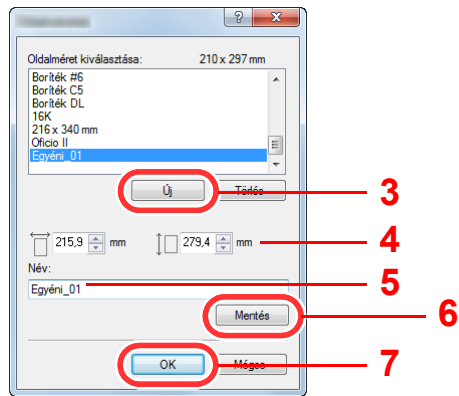 ?
Oldalméret kiválasztása: 210 x 297 mm
Boríték #6
Boríték C5
Boríték DL
16K
216 x 340 mm
Oficio II
Egyéni_01
Új Törlés 3
215,9 mm 279,4 mm 4
Név:
Egyéni_01 5
Mentés 6
OK Mégse 7